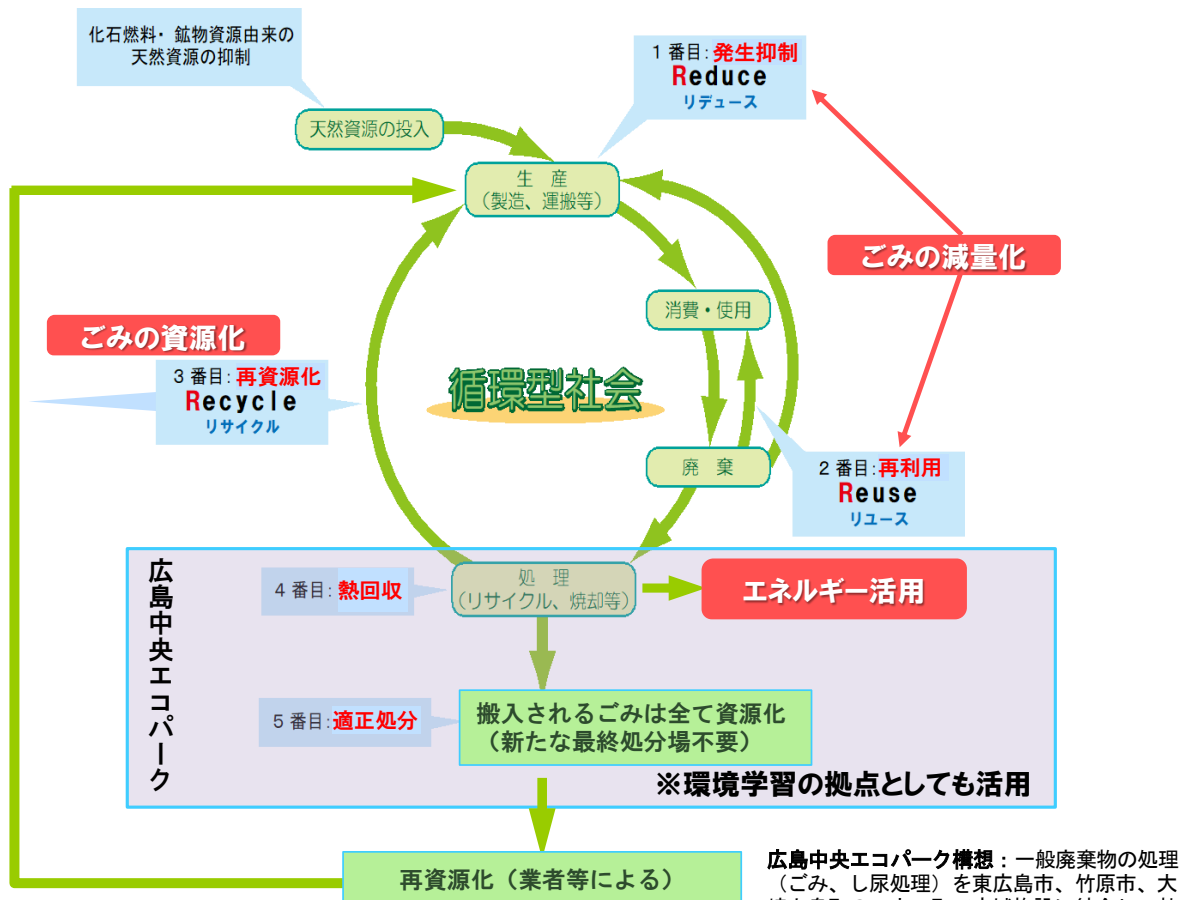 化石燃料・鉱物資源由来の
天然資源の抑制
1番目：発生抑制
Reduce
リデュース
天然資源の投入
生　産
（製造、運搬等）
ごみの減量化
消費・使用
ごみの資源化
3番目：再資源化
Recycle
リサイクル
循環型社会
廃　棄
2番目：再利用
Reuse
リユース
広島中央エコパーク
4番目：熱回収
処　理
（リサイクル、焼却等）
エネルギー活用
5番目：適正処分
搬入されるごみは全て資源化
（新たな最終処分場不要）
※環境学習の拠点としても活用
再資源化（業者等による）
広島中央エコパーク構想：一般廃棄物の処理
（ごみ、し尿処理）を東広島市、竹原市、大